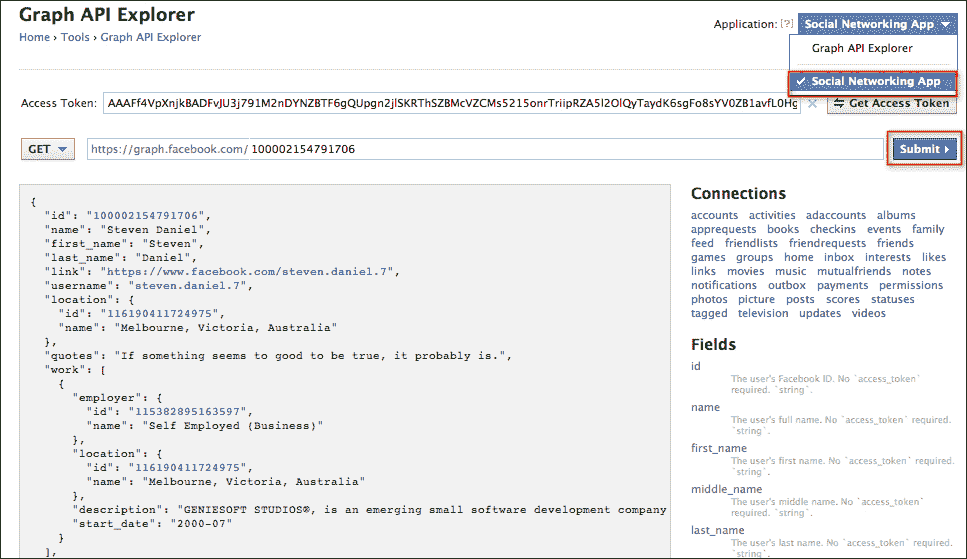 Graph API Explorer
Home › Tools › Graph API Explorer
Application: [?] Social Networking App
Graph API Explorer
✓ Social Networking App
Access Token: AAAFf4VpXnjkBADFvJU3j791M2nDYNZBTF6gQUpgn2jlSKRThSZBMcVZCMs5215onrTriipRZA5l2OlQyTaydK6sgFo8sYV0ZB1avfL0Hg
Get Access Token
GET https://graph.facebook.com/ 100002154791706 Submit
{
"id": "100002154791706",
"name": "Steven Daniel",
"first_name": "Steven",
"last_name": "Daniel",
"link": "https://www.facebook.com/steven.daniel.7",
"username": "steven.daniel.7",
"location": {
"id": "116190411724975",
"name": "Melbourne, Victoria, Australia"
},
"quotes": "If something seems to good to be true, it probably is.",
"work": [
{
"employer": {
"id": "115382895163597",
"name": "Self Employed (Business)"
},
"location": {
"id": "116190411724975",
"name": "Melbourne, Victoria, Australia"
},
"description": "GENIESOFT STUDIOS®, is an emerging small software development company
"start_date": "2000-07"
}
],
Connections
accounts activities adaccounts albums
apprequests books checkins events family
feed friendlists friendrequests friends
games groups home inbox interests likes
links movies music mutualfriends notes
notifications outbox payments permissions
photos picture posts scores statuses
tagged television updates videos
Fields
id
The user's Facebook ID. No `access_token`
required. `string`.
name
The user's full name. No `access_token` required.
`string`.
first_name
The user's first name. No `access_token` required.
`string`.
middle_name
The user's middle name. No `access_token`
required. `string`.
last_name
The user's last name. No `access_token` required.
`string`.